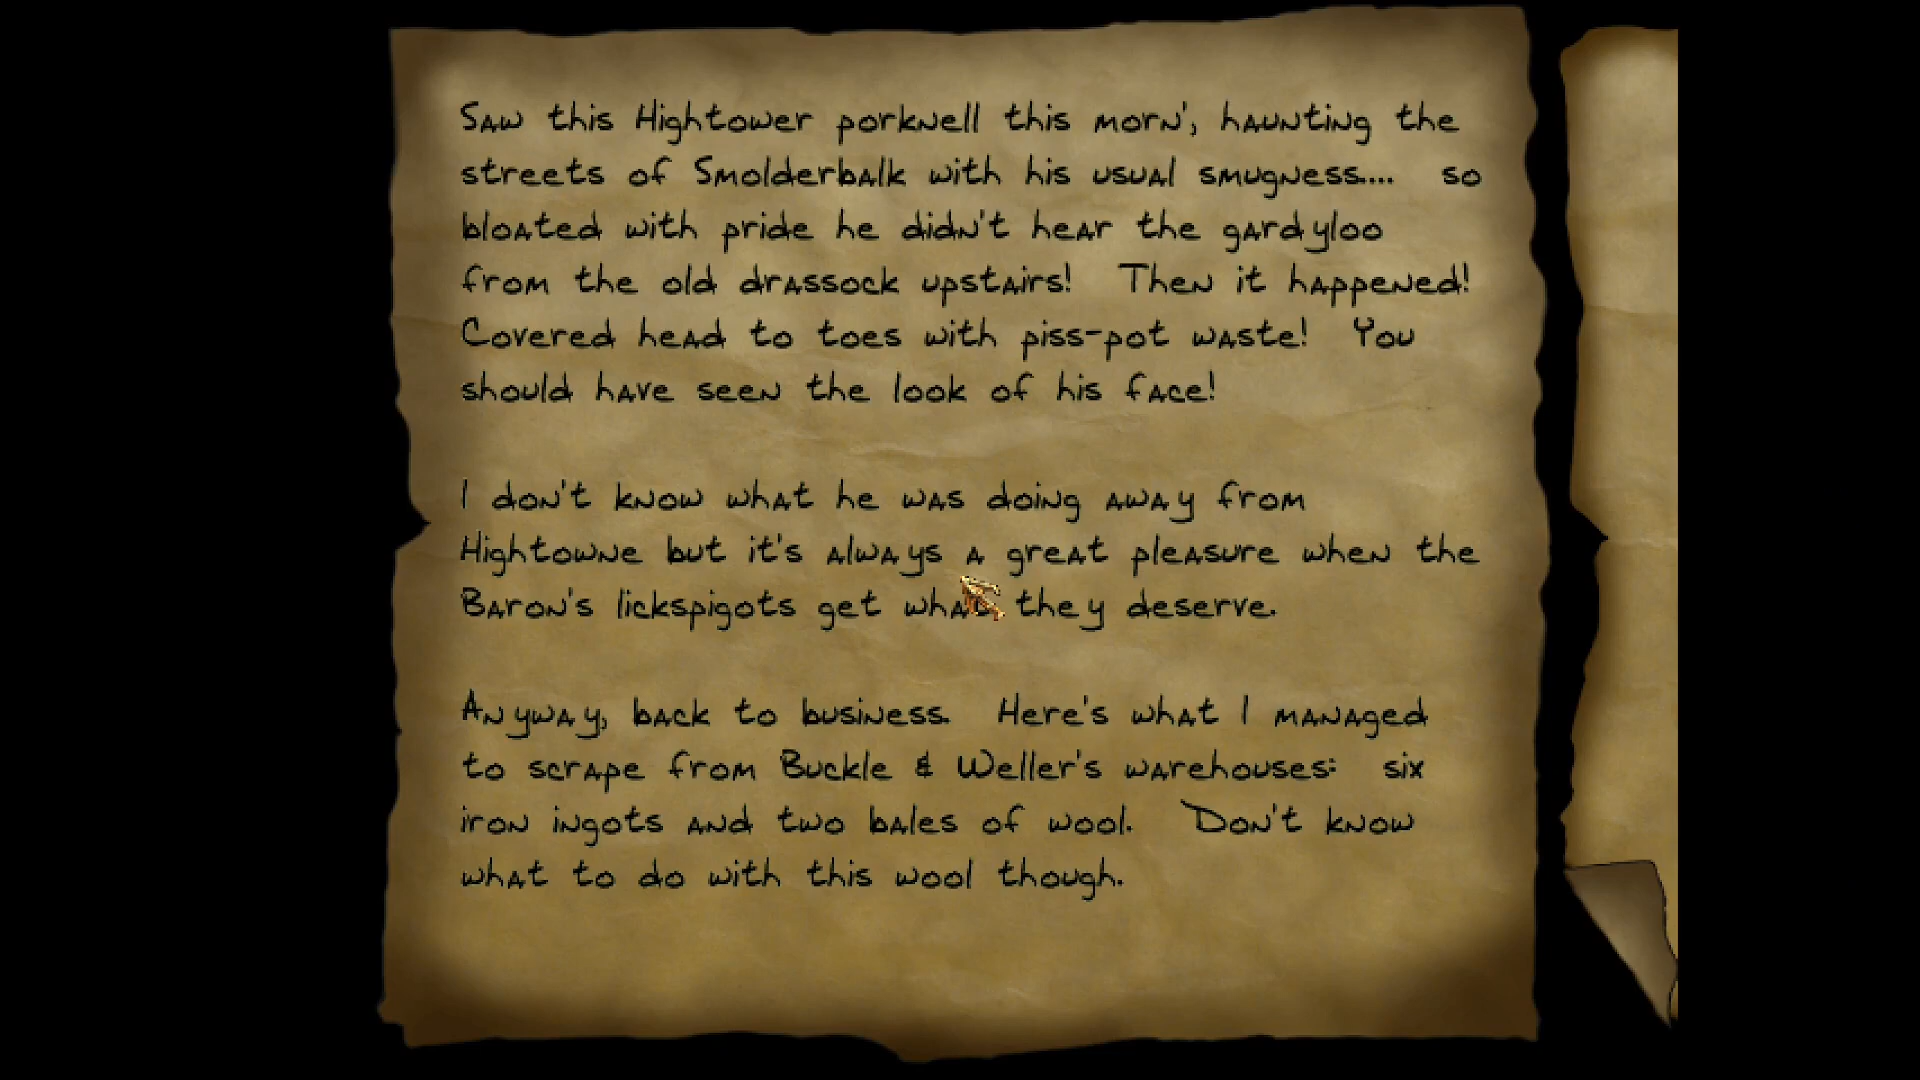 Saw this Hightower porknell this morn', haunting the
streets of Smolderbalk with his usual smugness.... so
bloated with pride he didn't hear the gardyloo
from the old drassock upstairs! Then it happened!
Covered head to toes with piss-pot waste! You
should have seen the look of his face!
I don't know what he was doing away from
Hightowne but it's always a great pleasure when the
Baron's lickspigots get what they deserve.
Anyway, back to business. Here's what I managed
to scrape from Buckle & Weller's warehouses: six
iron ingots and two bales of wool. Don't know
what to do with this wool though.